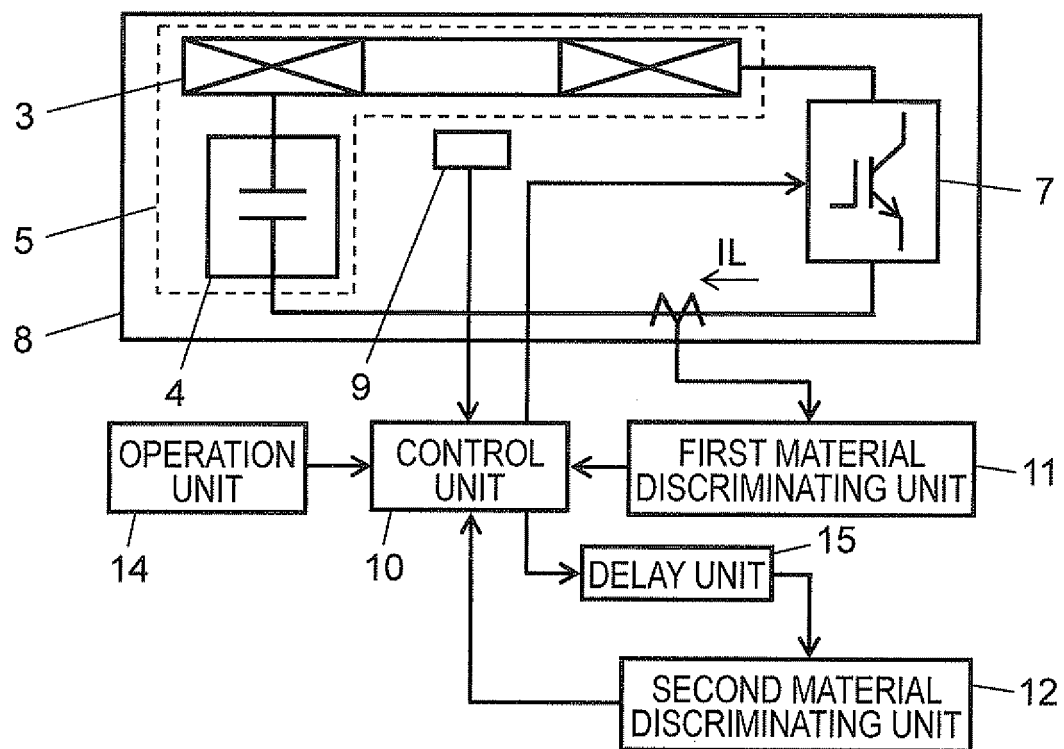 3
5
8
4
9
IL
7
OPERATION
UNIT
14
CONTROL
UNIT
10
FIRST MATERIAL
DISCRIMINATING UNIT
11
15
DELAY UNIT
SECOND MATERIAL
DISCRIMINATING UNIT
12